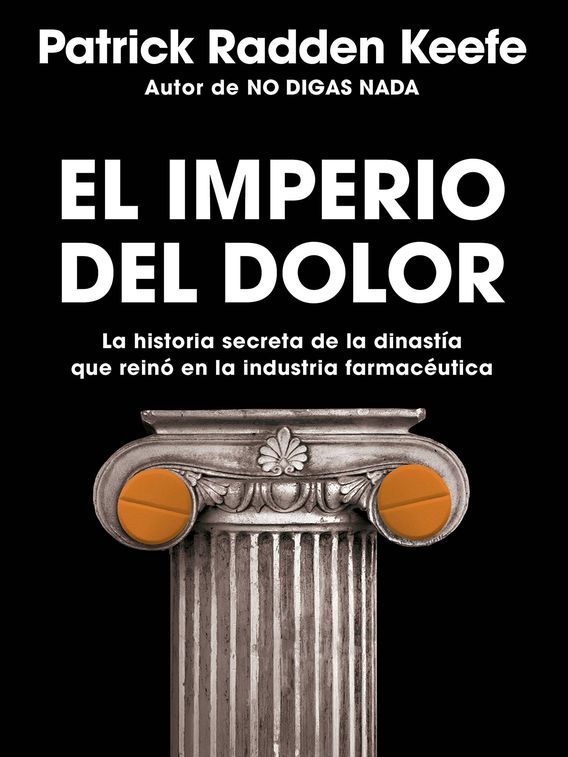 Patrick Radden Keefe
Autor de NO DIGAS NADA
EL IMPERIO
DEL DOLOR
La historia secreta de la dinastía
que reinó en la industria farmacéutica